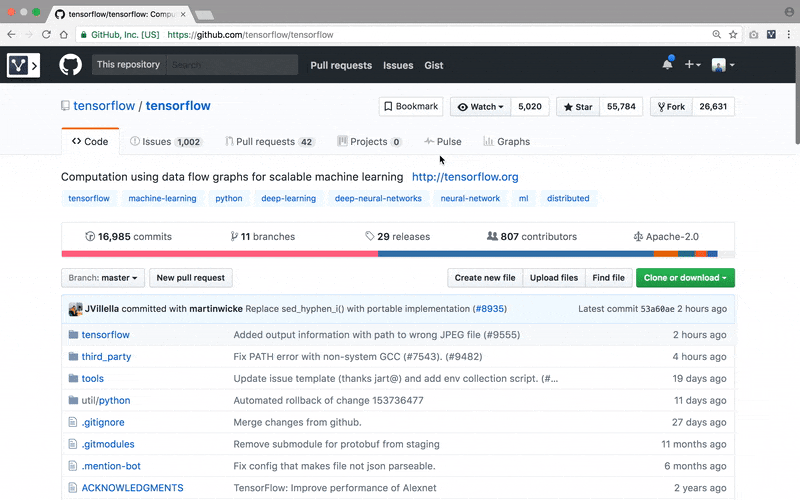 tensorflow/tensorflow: Compu
GitHub, Inc. [US] https://github.com/tensorflow/tensorflow
This repository Search Pull requests Issues Gist
tensorflow / tensorflow Bookmark Watch 5,020 Star 55,784 Fork 26,631
Code Issues 1,002 Pull requests 42 Projects 0 Pulse Graphs
Computation using data flow graphs for scalable machine learning http://tensorflow.org
tensorflow machine-learning python deep-learning deep-neural-networks neural-network ml distributed
16,985 commits 11 branches 29 releases 807 contributors Apache-2.0
Branch: master New pull request Create new file Upload files Find file Clone or download
JVillella committed with martinwicke Replace sed_hyphen_i() with portable implementation (#8935) Latest commit 53a60ae 2 hours ago
tensorflow Added output information with path to wrong JPEG file (#9555) 2 hours ago
third_party Fix PATH error with non-system GCC (#7543). (#9482) 4 hours ago
tools Update issue template (thanks jart@) and add env collection script. (#... 19 days ago
util/python Automated rollback of change 153736477 11 days ago
.gitignore Merge changes from github. 27 days ago
.gitmodules Remove submodule for protobuf from staging 11 months ago
.mention-bot Fix config that makes file not json parseable. 6 months ago
ACKNOWLEDGMENTS TensorFlow: Improve performance of Alexnet 2 years ago